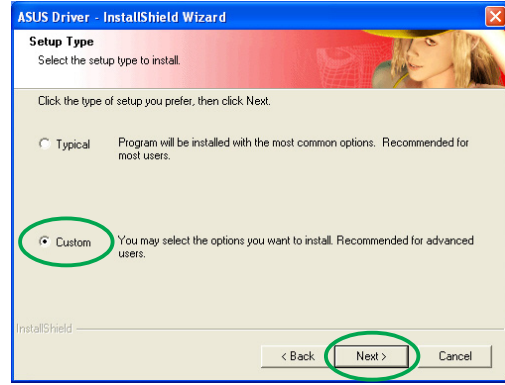 ASUS Driver - InstallShield Wizard
Setup Type
Select the setup type to install.
Click the type of setup you prefer, then click Next.
Typical
Program will be installed with the most common options. Recommended for
most users.
Custom
You may select the options you want to install. Recommended for advanced
users.
InstallShield
< Back
Next >
Cancel